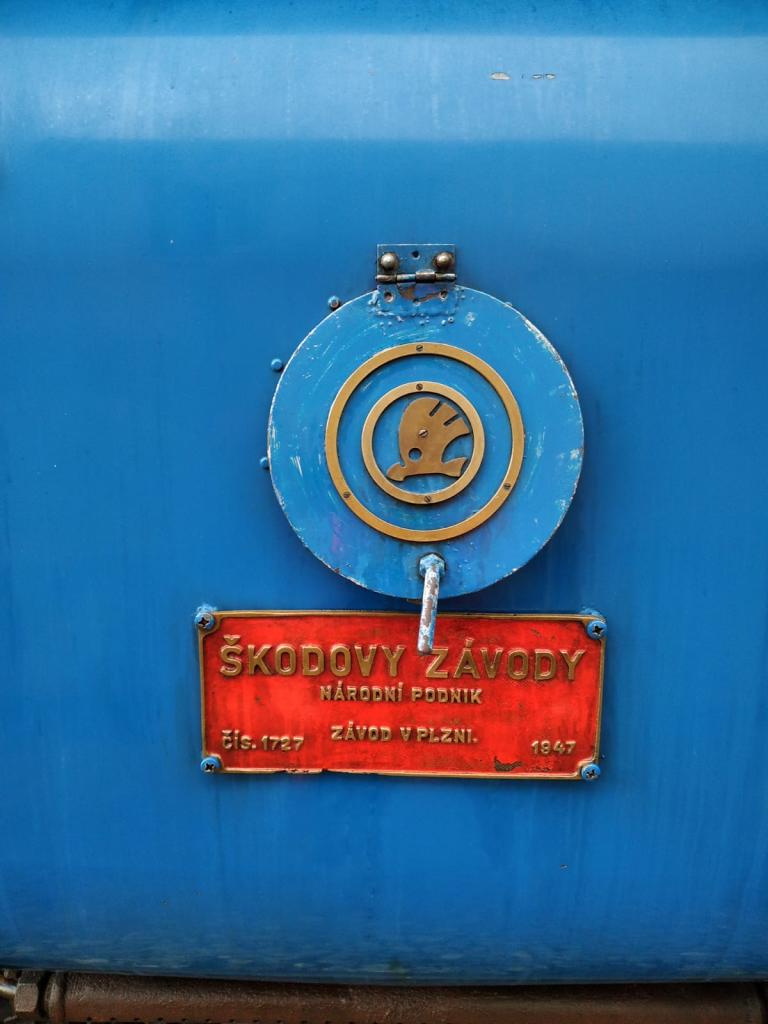 ŠKODOVY ZÁVODY
NÁRODNÍ PODNIK
ZÁVOD V PLZNI.
ČÍS. 1727 1947